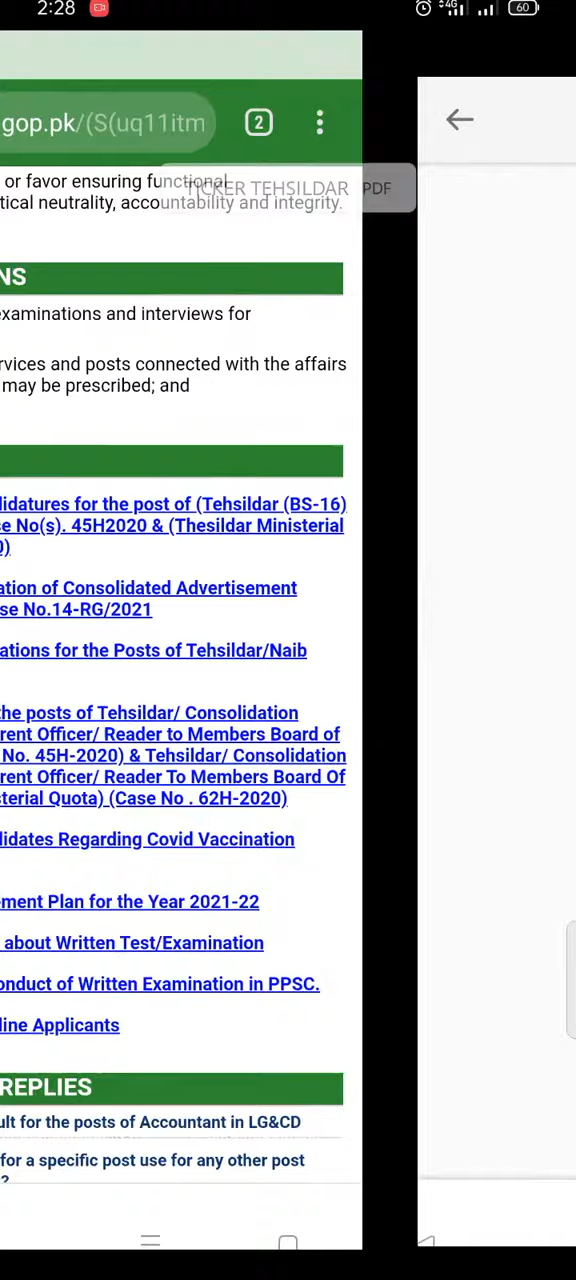 2:28
4G
60
gop.pk/(S(uq11itm
2
or favor ensuring functional
TICKER TEHSILDAR PDF
tical neutrality, accountability and integrity.
NS
examinations and interviews for
rvices and posts connected with the affairs
may be prescribed; and
lidatures for the post of (Tehsildar (BS-16)
e No(s). 45H2020 & (Thesildar Ministerial
0)
ation of Consolidated Advertisement
se No.14-RG/2021
ations for the Posts of Tehsildar/Naib
the posts of Tehsildar/ Consolidation
rent Officer/ Reader to Members Board of
No. 45H-2020) & Tehsildar/ Consolidation
rent Officer/ Reader To Members Board Of
sterial Quota) (Case No . 62H-2020)
lidates Regarding Covid Vaccination
ement Plan for the Year 2021-22
about Written Test/Examination
onduct of Written Examination in PPSC.
line Applicants
REPLIES
ult for the posts of Accountant in LG&CD
for a specific post use for any other post
?